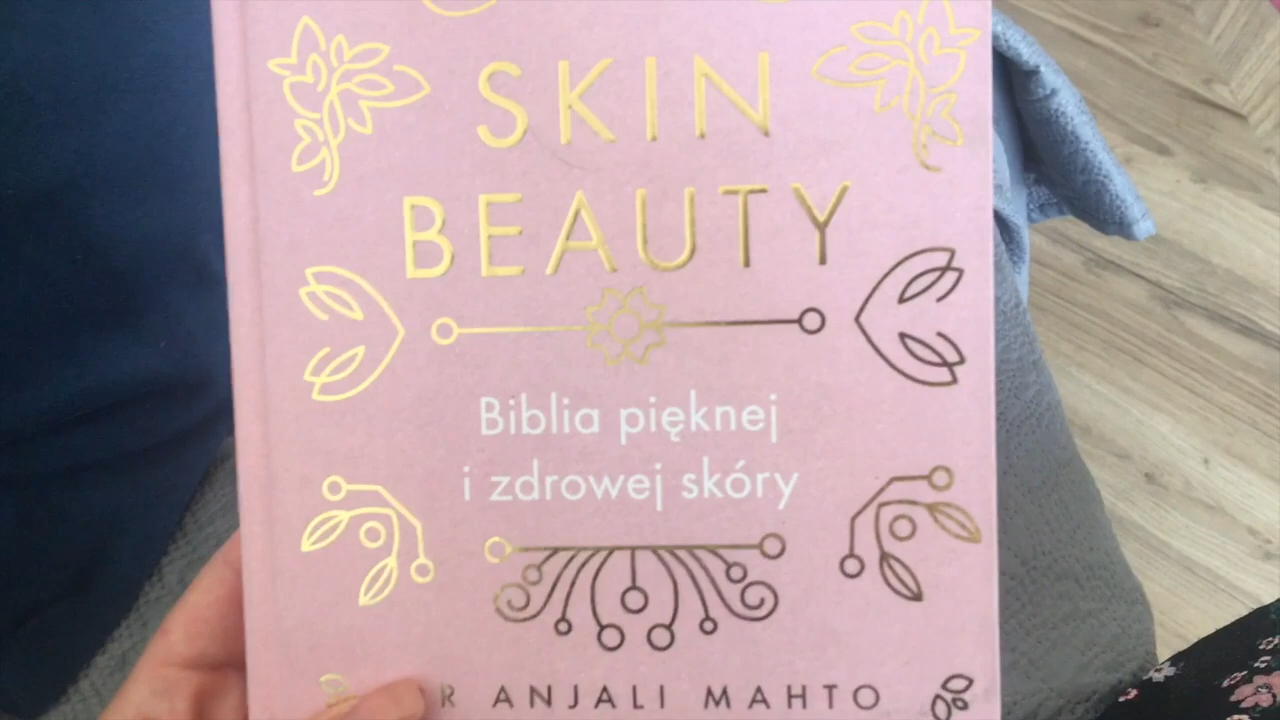 SKIN
BEAUTY
Biblia pięknej
i zdrowej skóry
R ANJALI MAHTO